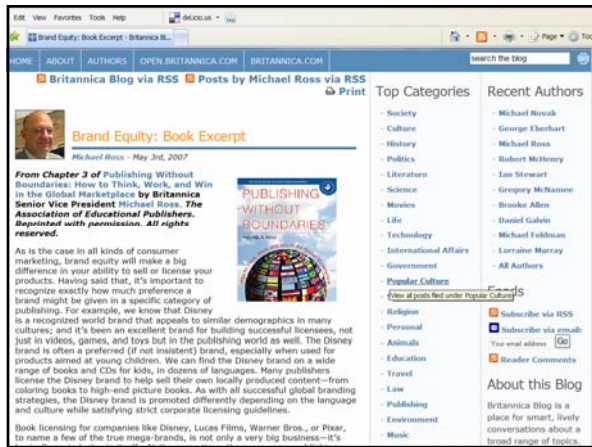 Edit View Favorites Tools Help del.icio.us TAG
Brand Equity: Book Excerpt - Britannica Bl...
Page Too
HOME ABOUT AUTHORS OPEN.BRITANNICA.COM BRITANNICA.COM search the blog
Britannica Blog via RSS Posts by Michael Ross via RSS
Print
Brand Equity: Book Excerpt
Michael Ross - May 3rd, 2007
From Chapter 3 of Publishing Without
Boundaries: How to Think, Work, and Win
in the Global Marketplace by Britannica
Senior Vice President Michael Ross. The
Association of Educational Publishers.
Reprinted with permission. All rights
reserved.
PUBLISHING
WITHOUT
BOUNDARIES
As is the case in all kinds of consumer
marketing, brand equity will make a big
difference in your ability to sell or license your
products. Having said that, it's important to
recognize exactly how much preference a
brand might be given in a specific category of
publishing. For example, we know that Disney
is a recognized world brand that appeals to similar demographics in many
cultures; and it's been an excellent brand for building successful licensees, not
just in videos, games, and toys but in the publishing world as well. The Disney
brand is often a preferred (if not insistent) brand, especially when used for
products aimed at young children. We can find the Disney brand on a wide
range of books and CDs for kids, in dozens of languages. Many publishers
license the Disney brand to help sell their own locally produced content—from
coloring books to high-end picture books. As with all successful global branding
strategies, the Disney brand is promoted differently depending on the language
and culture while satisfying strict corporate licensing guidelines.
Book licensing for companies like Disney, Lucas Films, Warner Bros., or Pixar,
to name a few of the true mega-brands, is not only a very big business—it's
Top Categories
Society
Culture
History
Politics
Literature
Science
Movies
Life
Technology
International Affairs
Government
Popular Culture
View all posts filed under Popular Culture
Religion
Personal
Animals
Education
Travel
Law
Publishing
Environment
Music
Recent Authors
Michael Novak
George Eberhart
Michael Ross
Robert McHenry
Ian Stewart
Gregory McNamee
Brooke Allen
Daniel Galvin
Michael Feldman
Lorraine Murray
All Authors
Feeds
Subscribe via RSS
Subscribe via email:
Your email address Go
Reader Comments
About this Blog
Britannica Blog is a
place for smart, lively
conversations about a
broad range of topics.